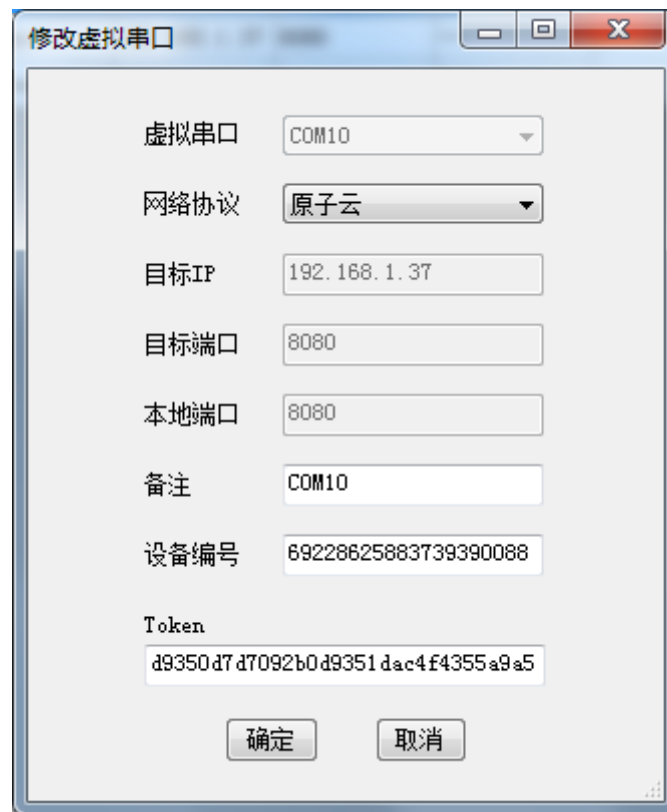 修改虚拟串口
虚拟串口 COM10
网络协议 原子云
目标IP 192.168.1.37
目标端口 8080
本地端口 8080
备注 COM10
设备编号 69228625883739390088
Token
d9350d7d7092b0d9351dac4f4355a9a5
确定 取消